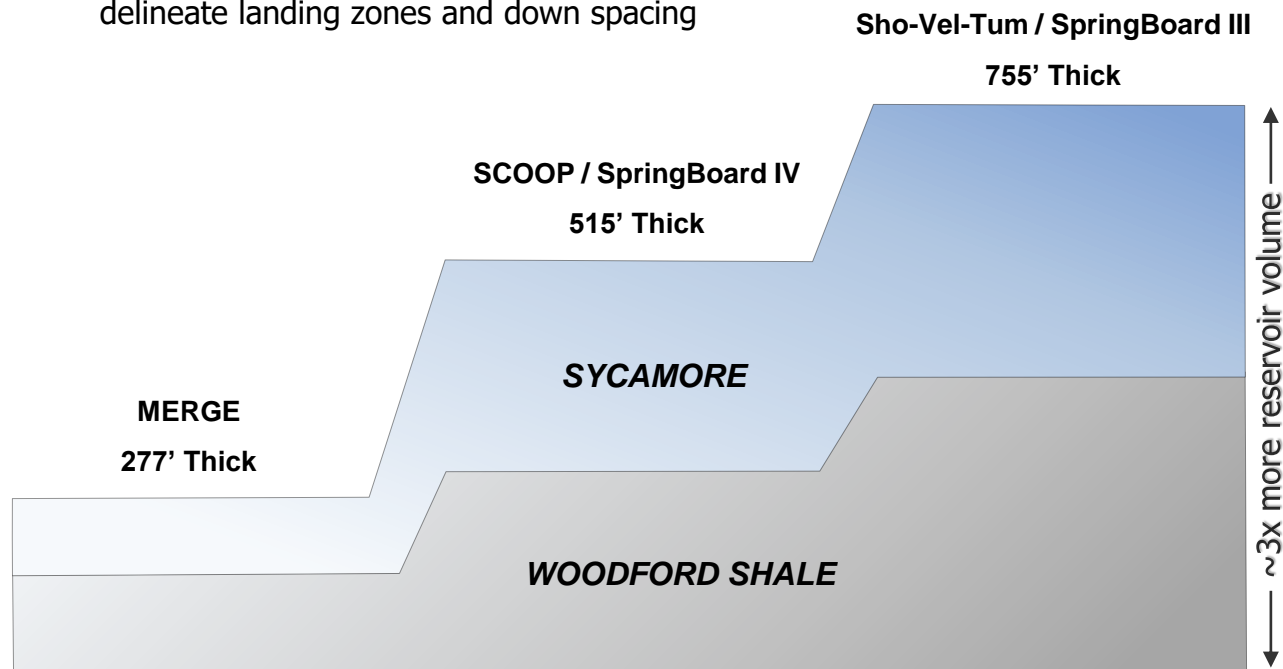 delineate landing zones and down spacing
Sho-Vel-Tum / SpringBoard III
755’ Thick
SCOOP / SpringBoard IV
515’ Thick
MERGE
277’ Thick
SYCAMORE
WOODFORD SHALE
~3x more reservoir volume